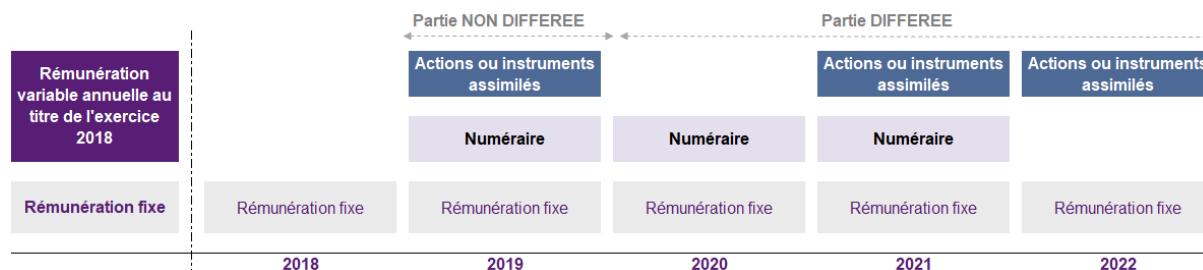 Partie NON DIFFEREE
Partie DIFFEREE
Rémunération
variable annuelle au
titre de l'exercice
2018
Actions ou instruments
assimilés
Actions ou instruments
assimilés
Actions ou instruments
assimilés
Numéraire
Numéraire
Numéraire
Rémunération fixe
Rémunération fixe
Rémunération fixe
Rémunération fixe
Rémunération fixe
Rémunération fixe
2018
2019
2020
2021
2022